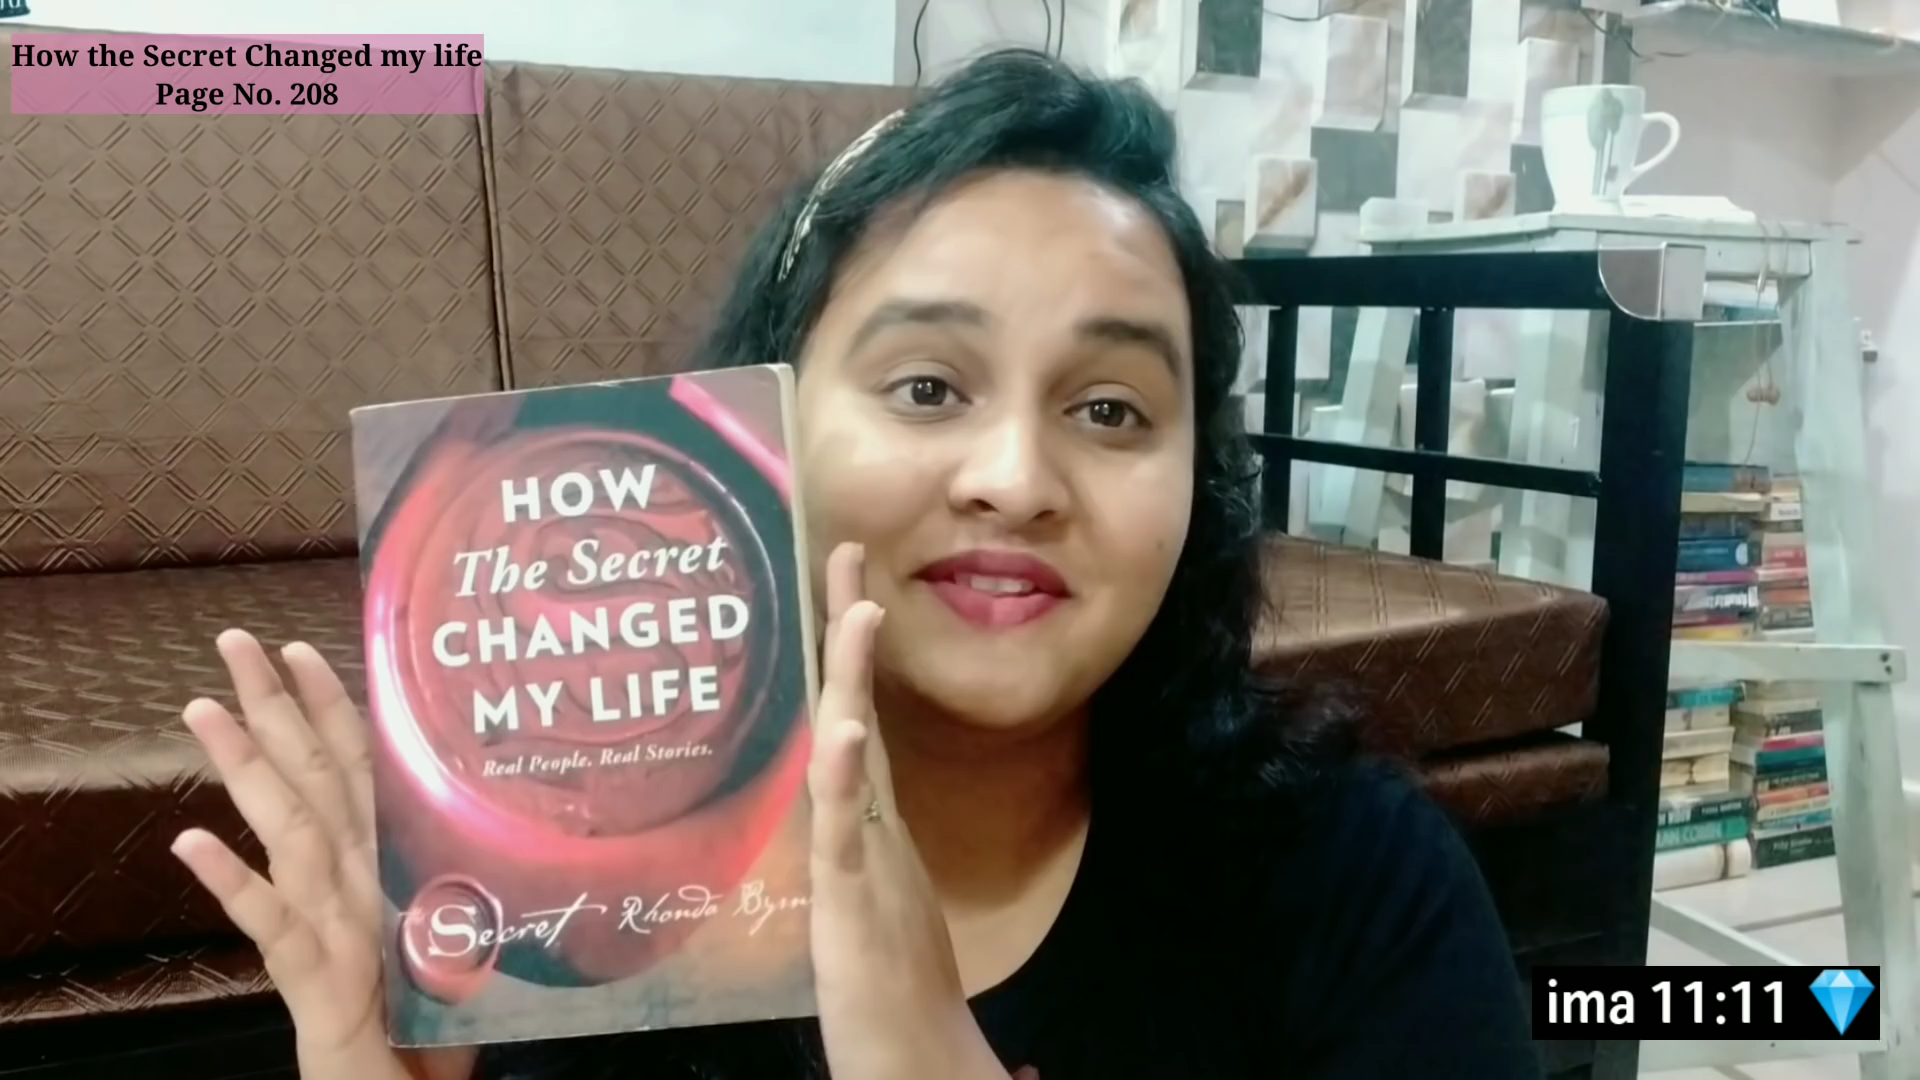 How the Secret Changed my life
Page No. 208
HOW
The Secret
CHANGED
MY LIFE
Real People. Real Stories.
The Secret Rhonda
ima 11:11 💎